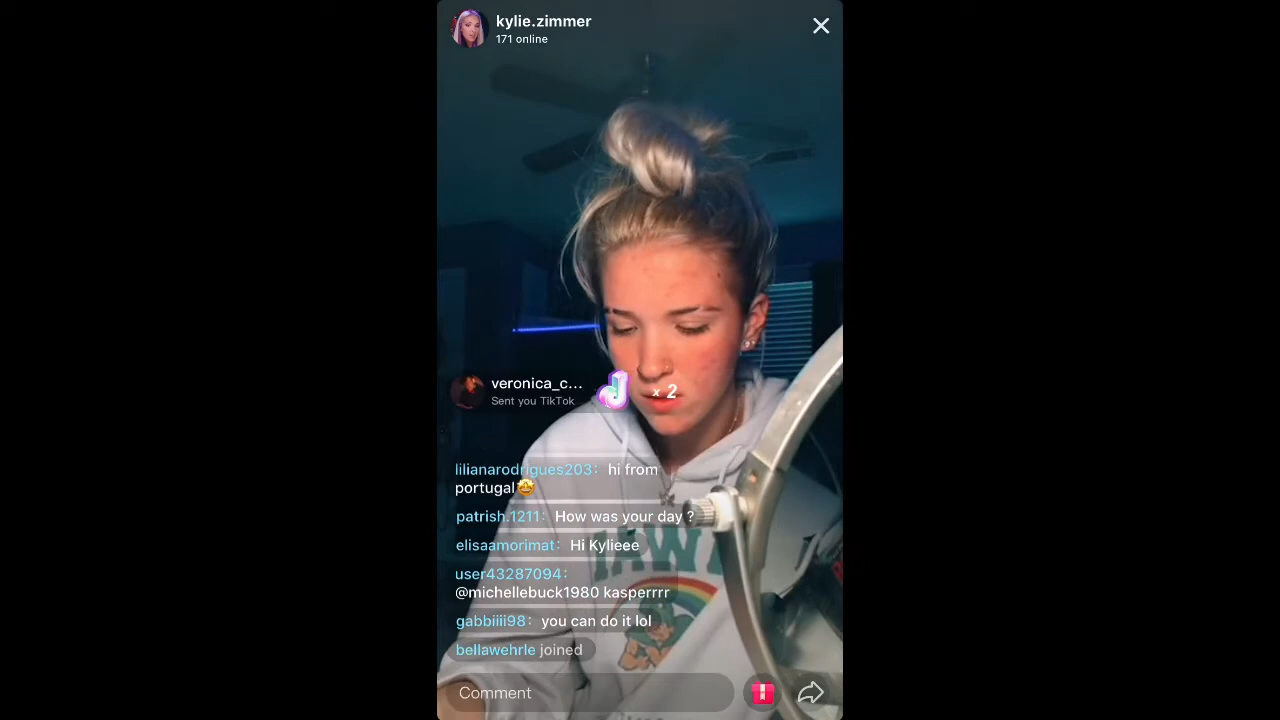 kylie.zimmer
171 online
veronica_c...
Sent you TikTok
x 2
lilianarodrigues203: hi from
portugal🤩
patrish.1211: How was your day ?
elisaamorimat: Hi Kylieee
user43287094:
@michellebuck1980 kasperrrr
gabbiiii98: you can do it lol
bellawehrle joined
Comment